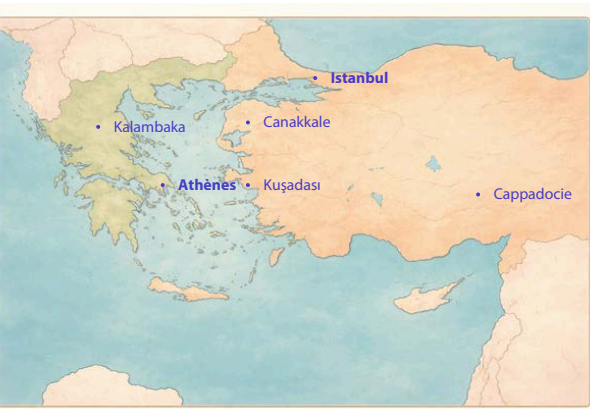 Istanbul
Kalambaka
Canakkale
Athènes
Kuşadası
Cappadocie